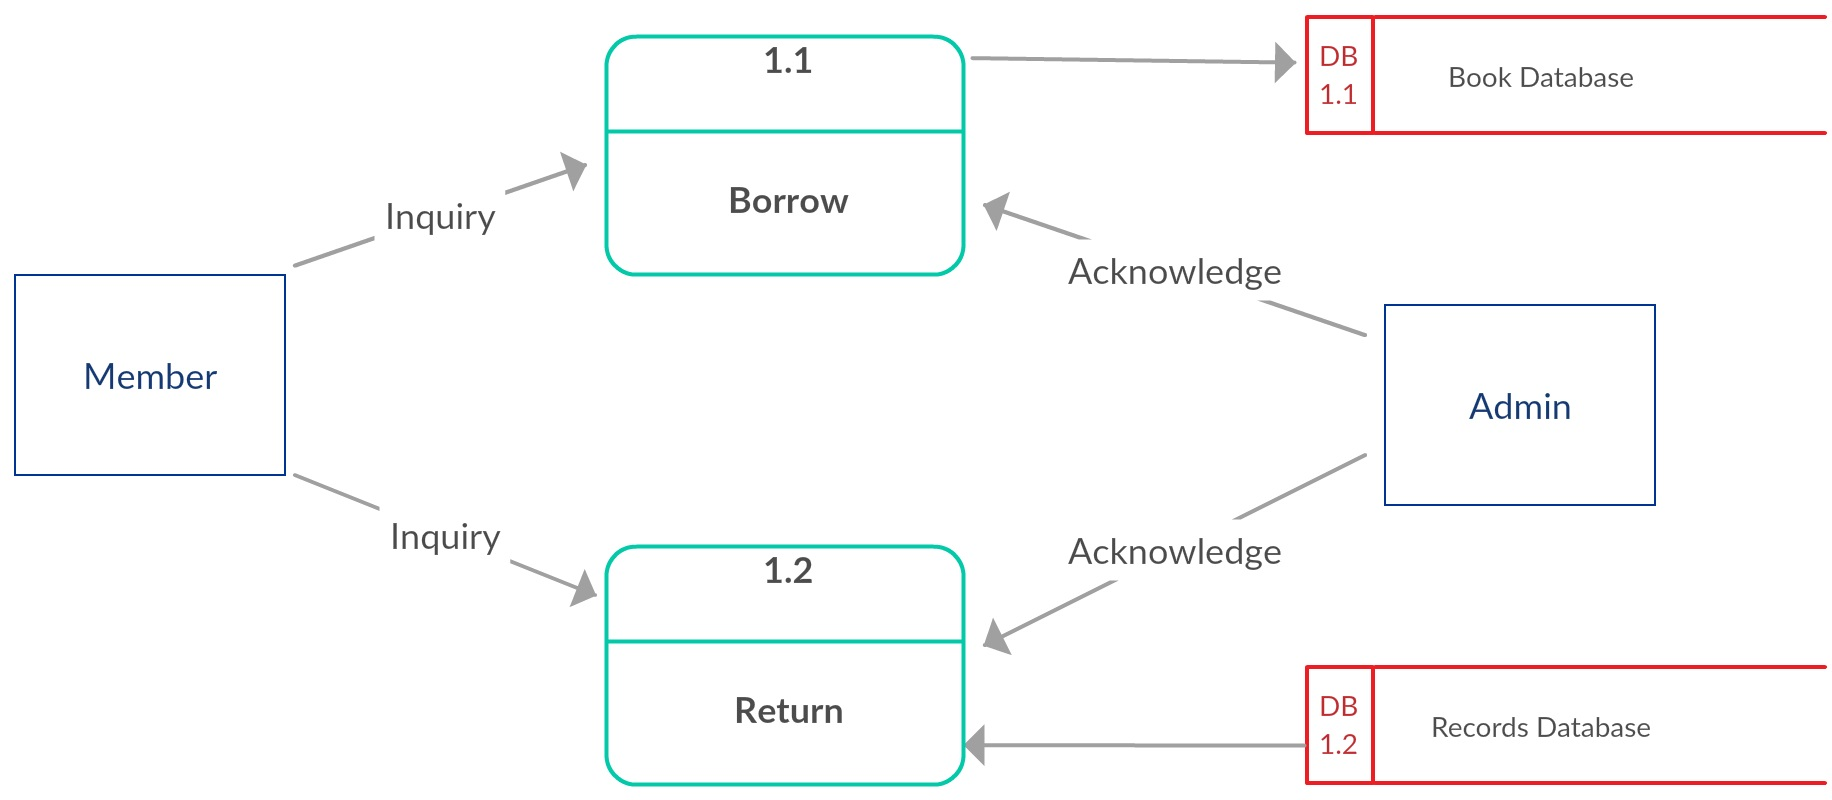 1.1
Borrow
DB
1.1
Book Database
Inquiry
Acknowledge
Member
Admin
Inquiry
Acknowledge
1.2
Return
DB
1.2
Records Database